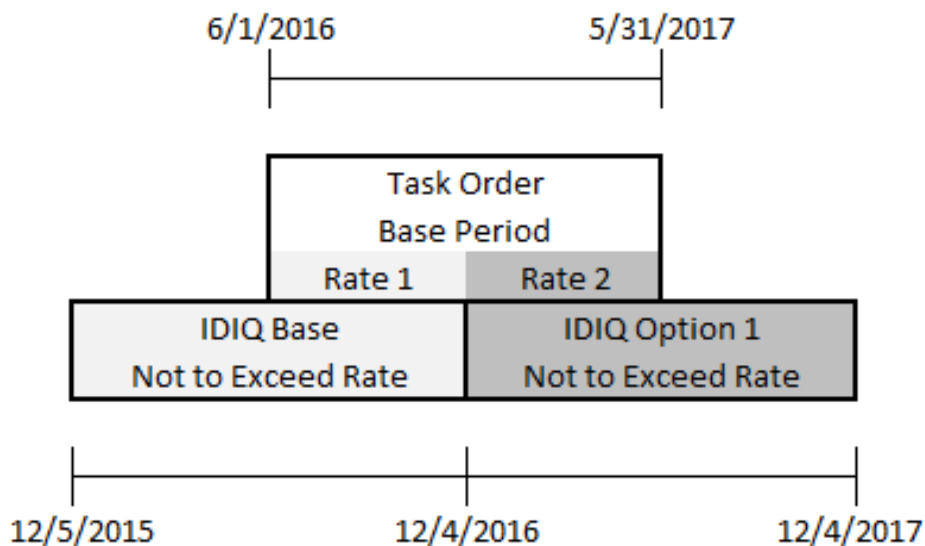 6/1/2016 5/31/2017
Task Order
Base Period
Rate 1 Rate 2
IDIQ Base IDIQ Option 1
Not to Exceed Rate Not to Exceed Rate
12/5/2015 12/4/2016 12/4/2017